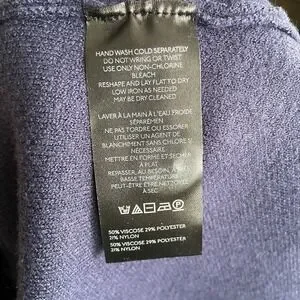 HAND WASH COLD SEPARATELY
DO NOT WRING OR TWIST
USE ONLY NON-CHLORINE
BLEACH
RESHAPE AND LAY FLAT TO DRY
LOW IRON AS NEEDED
MAY BE DRY CLEANED
LAVER À LA MAIN À L'EAU FROIDE
SÉPARÉMEN
NE PAS TORDRE OU ESSORER
UTILISER UN AGENT DE
BLANCHIMENT SANS CHLORE SI
NÉCESSAIRE
METTRE EN FORME ET SÉCHER
À PLAT
REPASSER, AU BESOIN, À
BASSE TEMPÉRATURE
PEUT-ÊTRE ÊTRE NETTOYÉ
À SEC
P
50% VISCOSE 29% POLYESTER
21% NYLON
50% VISCOSE 29% POLYESTER
21% NYLON